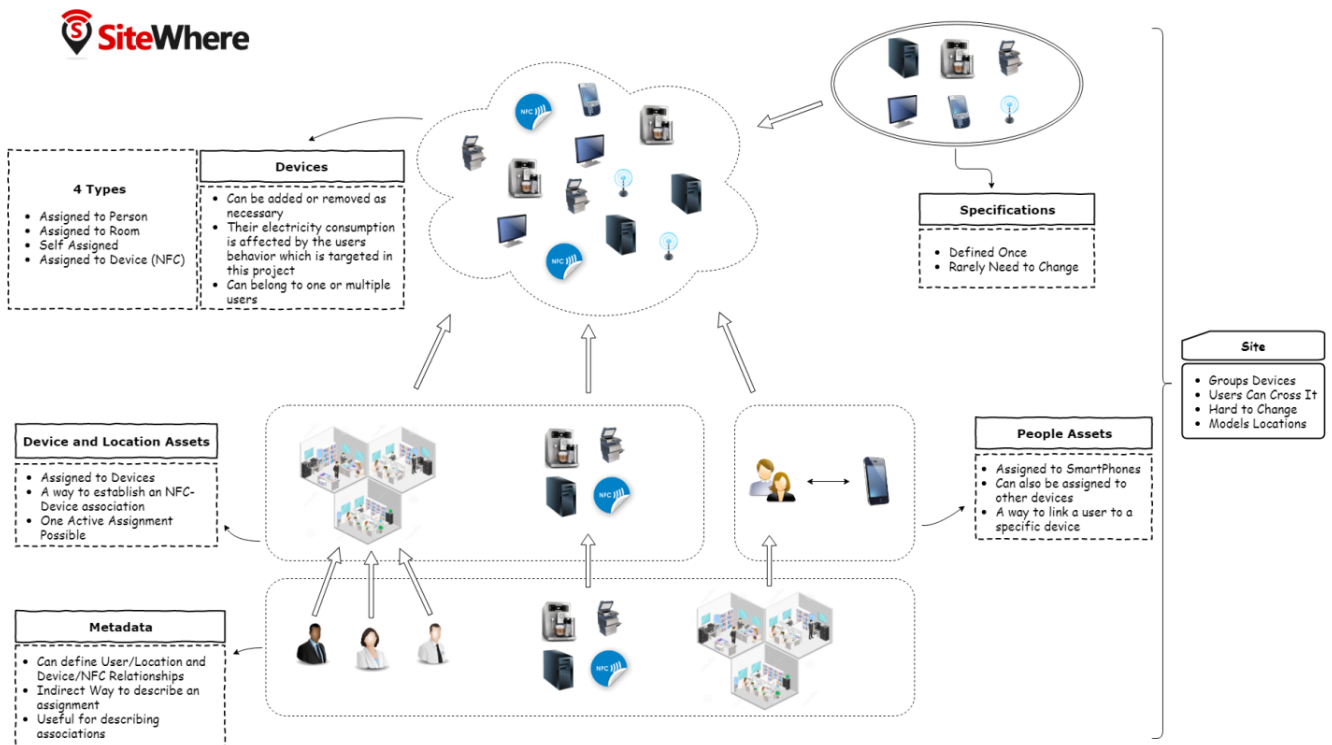 SiteWhere
4 Types
Assigned to Person
Assigned to Room
Self Assigned
Assigned to Device (NFC)
Devices
Can be added or removed as
necessary
Their electricity consumption
is affected by the users
behavior which is targeted in
this project
Can belong to one or multiple
users
NFC
NFC
Specifications
Defined Once
Rarely Need to Change
Site
Groups Devices
Users Can Cross It
Hard to Change
Models Locations
Device and Location Assets
Assigned to Devices
A way to establish an NFC-
Device association
One Active Assignment
Possible
NFC
People Assets
Assigned to SmartPhones
Can also be assigned to
other devices
A way to link a user to a
specific device
Metadada
Can define User/Location and
Device/NFC Relationships
Indirect Way to describe an
assignment
Useful for describing
associations
NFC